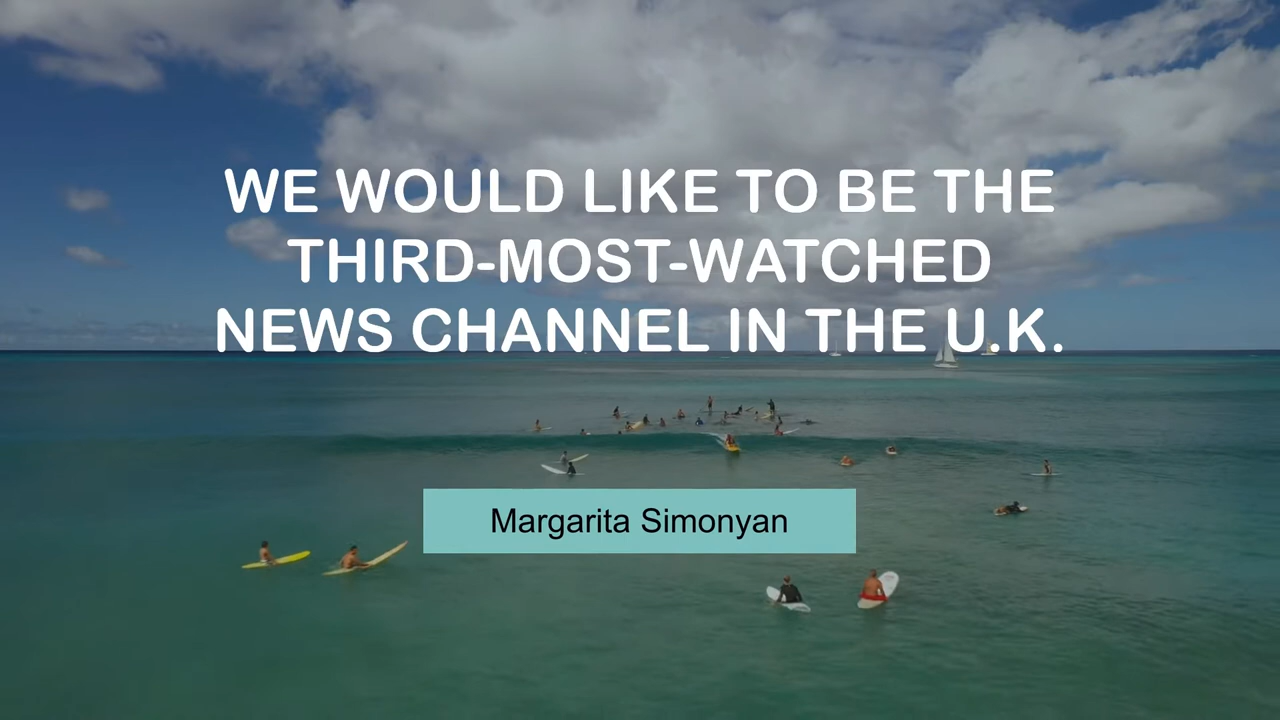 WE WOULD LIKE TO BE THE
THIRD-MOST-WATCHED
NEWS CHANNEL IN THE U.K.
Margarita Simonyan